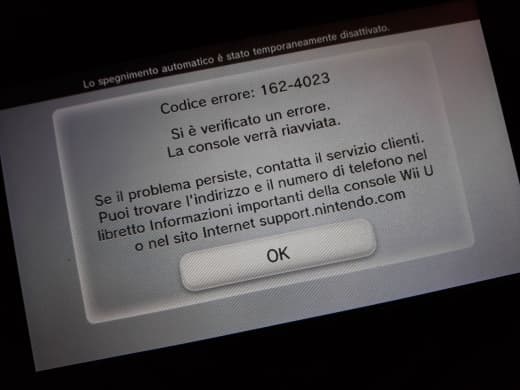 Lo spegnimento automatico è stato temporaneamente disattivato.
Codice errore: 162-4023
Si è verificato un errore.
La console verrà riavviata.
Se il problema persiste, contatta il servizio clienti.
Puoi trovare l'indirizzo e il numero di telefono nel
libretto Informazioni importanti della console Wii U
o nel sito Internet support.nintendo.com
OK